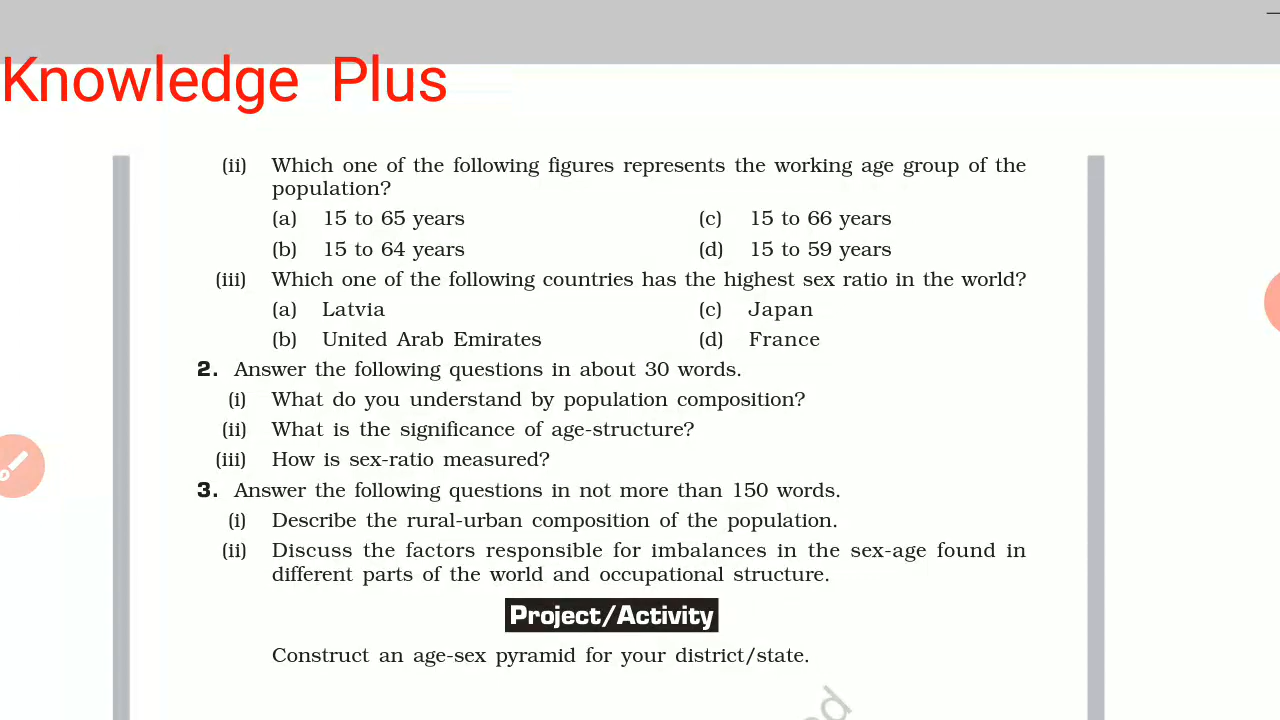 Knowledge Plus
(ii) Which one of the following figures represents the working age group of the
population?
(a) 15 to 65 years (c) 15 to 66 years
(b) 15 to 64 years (d) 15 to 59 years
(iii) Which one of the following countries has the highest sex ratio in the world?
(a) Latvia (c) Japan
(b) United Arab Emirates (d) France
2. Answer the following questions in about 30 words.
(i) What do you understand by population composition?
(ii) What is the significance of age-structure?
(iii) How is sex-ratio measured?
3. Answer the following questions in not more than 150 words.
(i) Describe the rural-urban composition of the population.
(ii) Discuss the factors responsible for imbalances in the sex-age found in
different parts of the world and occupational structure.
Project/Activity
Construct an age-sex pyramid for your district/state.